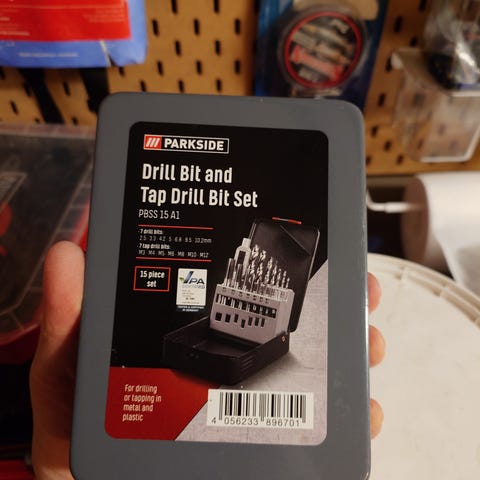 PARKSIDE
Drill Bit and
Tap Drill Bit Set
PBSS 15 A1
7 drill bits:
2.5 3.3 4.2 5 6.8 8.5 10.2mm
7 tap drill bits:
M3 M4 M5 M6 M8 M10 M12
15 piece
set
VPA
For drilling
or tapping in
metal and
plastic
4 056233 896701